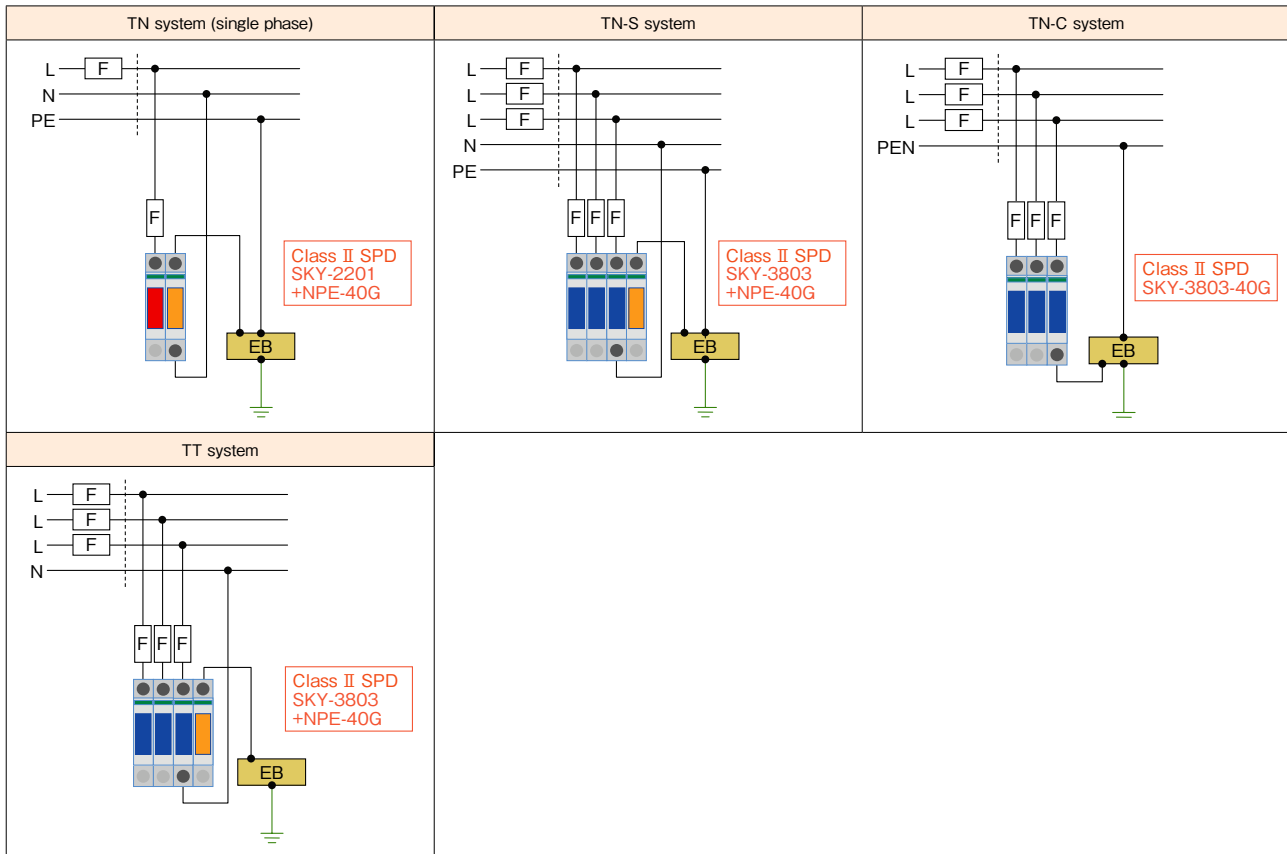 TN system (single phase)
L F
N
PE
F
Class Ⅱ SPD
SKY-2201
+NPE-40G
EB
TN-S system
L F
L F
L F
N
PE
F F F
Class Ⅱ SPD
SKY-3803
+NPE-40G
EB
TN-C system
L F
L F
L F
PEN
F F F
Class Ⅱ SPD
SKY-3803-40G
EB
TT system
L F
L F
L F
N
F F F
Class Ⅱ SPD
SKY-3803
+NPE-40G
EB